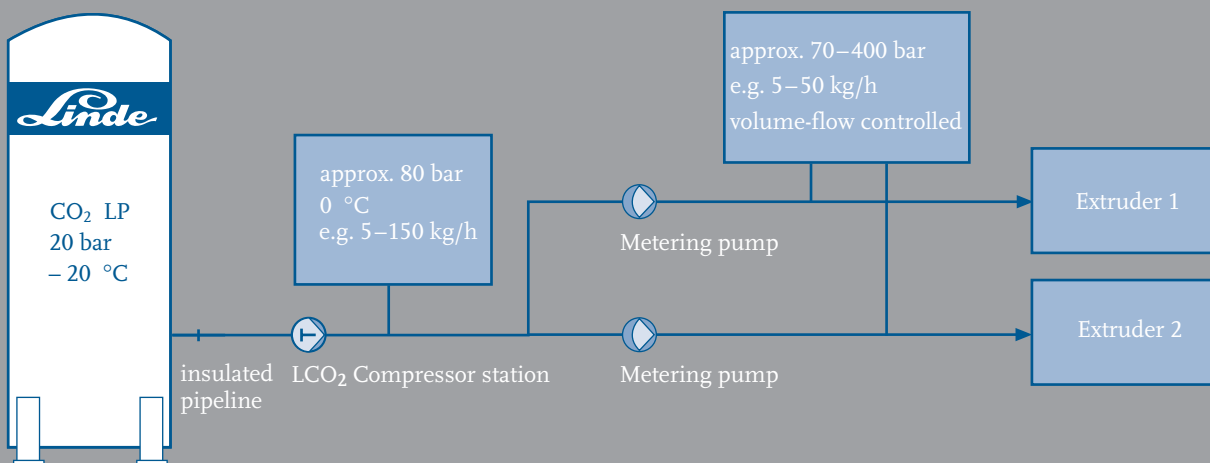 Linde
CO₂ LP
20 bar
– 20 °C
insulated
pipeline
approx. 80 bar
0 °C
e.g. 5–150 kg/h
LCO₂ Compressor station
approx. 70–400 bar
e.g. 5–50 kg/h
volume-flow controlled
Metering pump
Metering pump
Extruder 1
Extruder 2